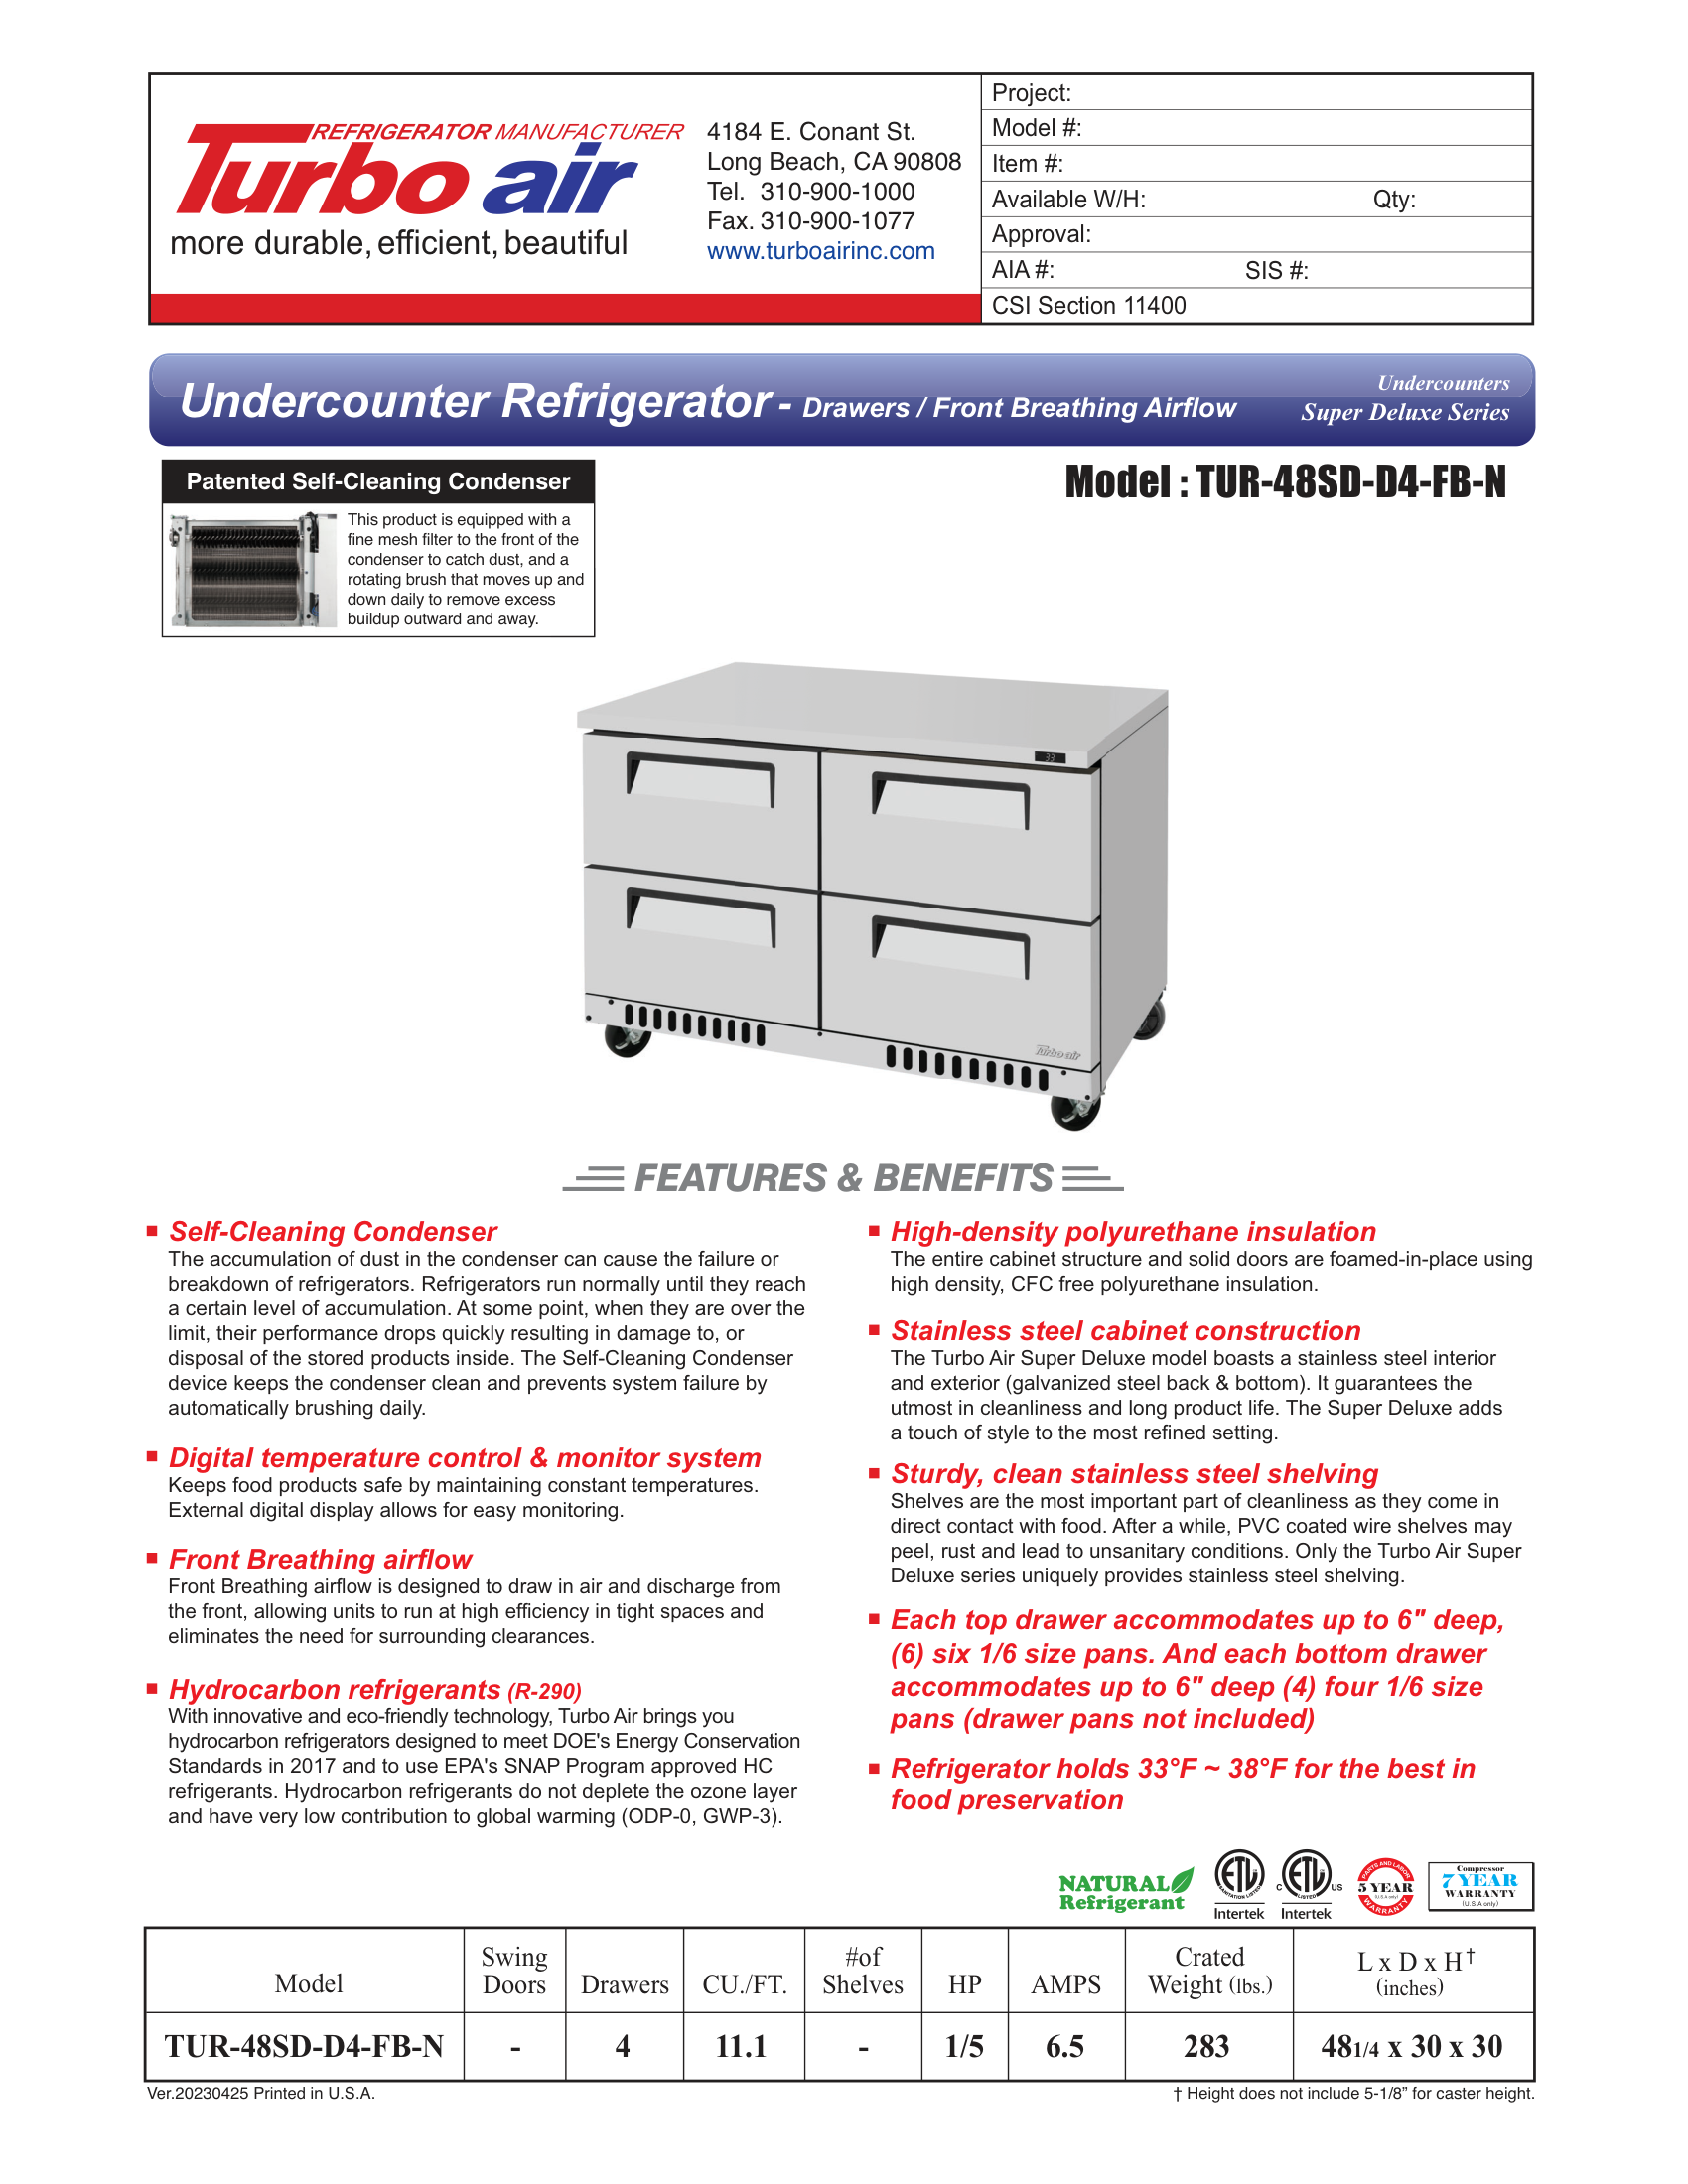 REFRIGERATOR MANUFACTURER
Turbo air
more durable, efficient, beautiful
4184 E. Conant St.
Long Beach, CA 90808
Tel. 310-900-1000
Fax. 310-900-1077
www.turboairinc.com
Project:
Model #:
Item #:
Available W/H: Qty:
Approval:
AIA #: SIS #:
CSI Section 11400
Undercounter Refrigerator - Drawers / Front Breathing Airflow
Undercounters
Super Deluxe Series
Patented Self-Cleaning Condenser
This product is equipped with a
fine mesh filter to the front of the
condenser to catch dust, and a
rotating brush that moves up and
down daily to remove excess
buildup outward and away.
Model : TUR-48SD-D4-FB-N
33
Turbo air
FEATURES & BENEFITS
Self-Cleaning Condenser
The accumulation of dust in the condenser can cause the failure or
breakdown of refrigerators. Refrigerators run normally until they reach
a certain level of accumulation. At some point, when they are over the
limit, their performance drops quickly resulting in damage to, or
disposal of the stored products inside. The Self-Cleaning Condenser
device keeps the condenser clean and prevents system failure by
automatically brushing daily.
Digital temperature control & monitor system
Keeps food products safe by maintaining constant temperatures.
External digital display allows for easy monitoring.
Front Breathing airflow
Front Breathing airflow is designed to draw in air and discharge from
the front, allowing units to run at high efficiency in tight spaces and
eliminates the need for surrounding clearances.
Hydrocarbon refrigerants (R-290)
With innovative and eco-friendly technology, Turbo Air brings you
hydrocarbon refrigerators designed to meet DOE's Energy Conservation
Standards in 2017 and to use EPA's SNAP Program approved HC
refrigerants. Hydrocarbon refrigerants do not deplete the ozone layer
and have very low contribution to global warming (ODP-0, GWP-3).
High-density polyurethane insulation
The entire cabinet structure and solid doors are foamed-in-place using
high density, CFC free polyurethane insulation.
Stainless steel cabinet construction
The Turbo Air Super Deluxe model boasts a stainless steel interior
and exterior (galvanized steel back & bottom). It guarantees the
utmost in cleanliness and long product life. The Super Deluxe adds
a touch of style to the most refined setting.
Sturdy, clean stainless steel shelving
Shelves are the most important part of cleanliness as they come in
direct contact with food. After a while, PVC coated wire shelves may
peel, rust and lead to unsanitary conditions. Only the Turbo Air Super
Deluxe series uniquely provides stainless steel shelving.
Each top drawer accommodates up to 6" deep,
(6) six 1/6 size pans. And each bottom drawer
accommodates up to 6" deep (4) four 1/6 size
pans (drawer pans not included)
Refrigerator holds 33°F ~ 38°F for the best in
food preservation
NATURAL
Refrigerant
ETL
SANITATION LISTED
Intertek
C ETL US
LISTED
Intertek
PARTS AND LABOR
5 YEAR
(U.S.A only)
WARRANTY
Compressor
7 YEAR
WARRANTY
(U.S.A only)
Model Swing Doors Drawers CU./FT. #of Shelves HP AMPS Crated Weight (lbs.) L x D x H† (inches)
TUR-48SD-D4-FB-N - 4 11.1 - 1/5 6.5 283 48 1/4 x 30 x 30
Ver.20230425 Printed in U.S.A.
† Height does not include 5-1/8” for caster height.